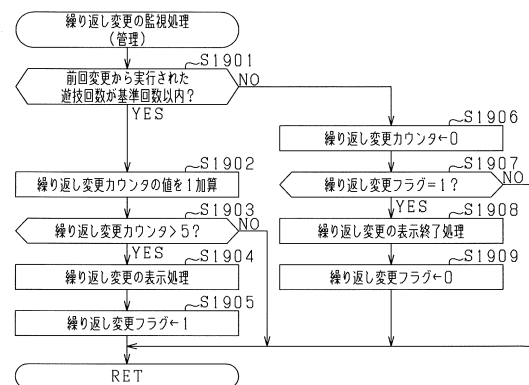 繰り返し変更の監視処理
(管理)
S1901
前回変更から実行された
遊技回数が基準回数以内?
NO
YES
S1906
繰り返し変更カウンタ←0
S1902
繰り返し変更カウンタの値を1加算
S1907
繰り返し変更フラグ=1?
NO
YES
S1903
繰り返し変更カウンタ>5?
NO
YES
S1908
繰り返し変更の表示終了処理
S1904
繰り返し変更の表示処理
S1909
繰り返し変更フラグ←0
S1905
繰り返し変更フラグ←1
RET